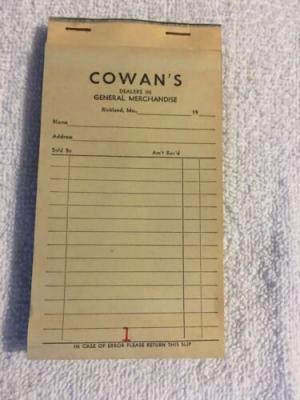 COWAN'S
DEALERS IN
GENERAL MERCHANDISE
Richland, Mo., 19
Name
Address
Sold By Am't Rec'd
1
IN CASE OF ERROR PLEASE RETURN THIS SLIP